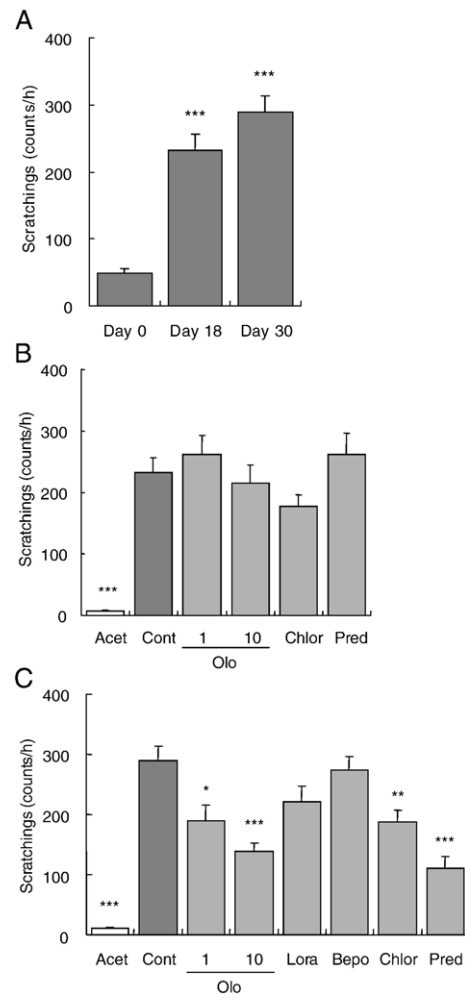 A
Scratchings (counts/h)
400
300
200
100
0
***
***
Day 0 Day 18 Day 30
B
Scratchings (counts/h)
400
300
200
100
0
***
Acet Cont 1 10 Chlor Pred
Olo
C
Scratchings (counts/h)
400
300
200
100
0
***
*
***
**
***
Acet Cont 1 10 Lora Bepo Chlor Pred
Olo